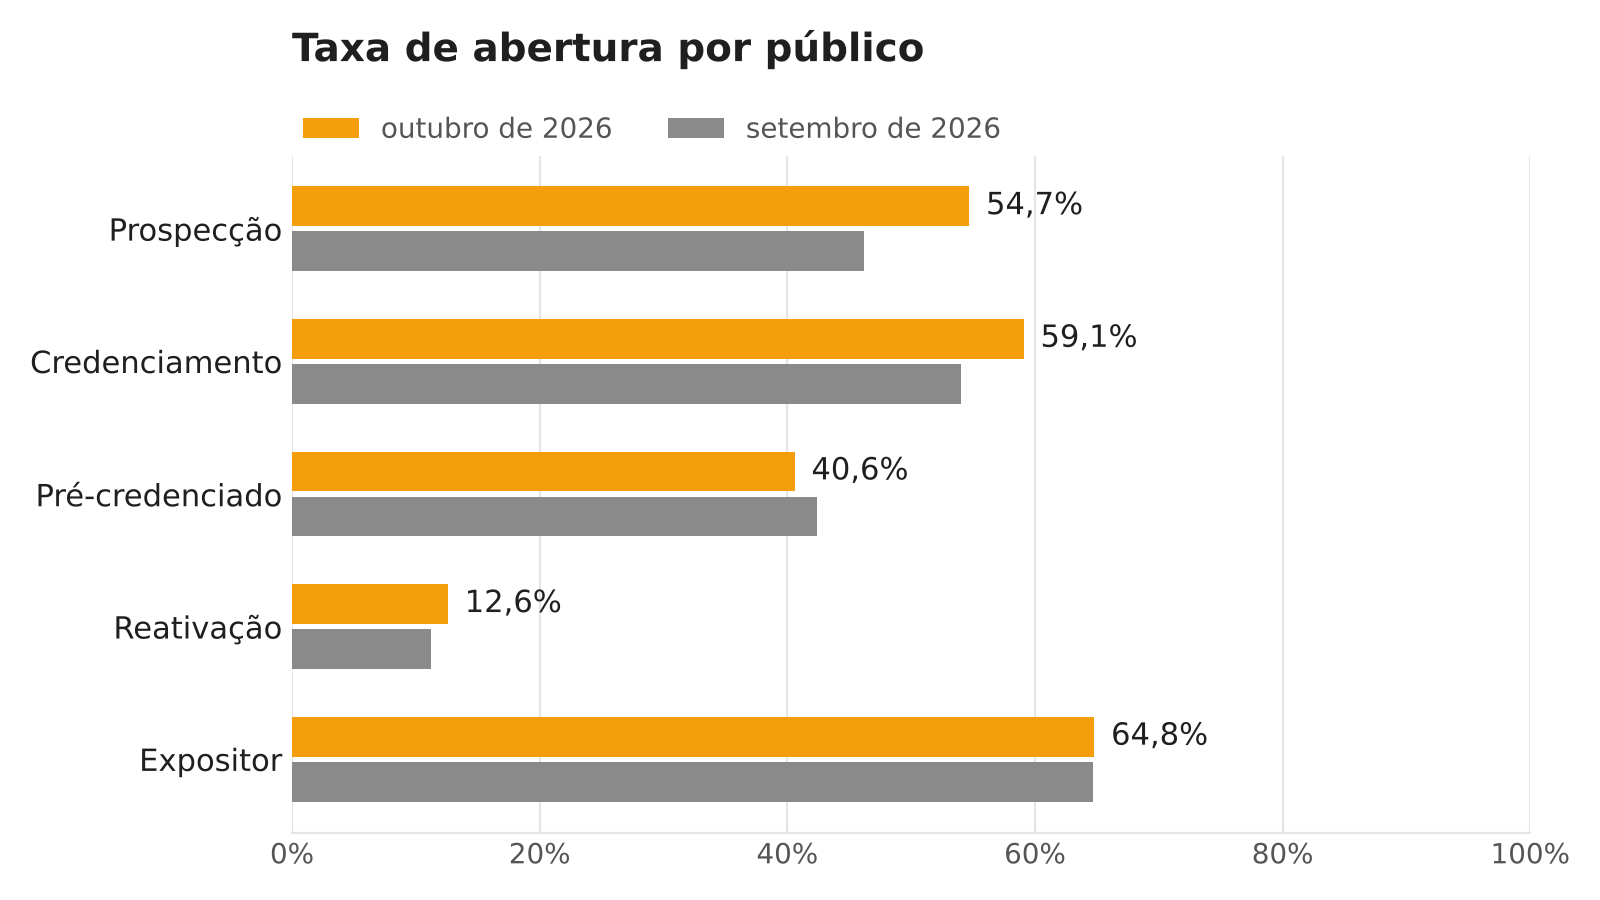 Taxa de abertura por público
outubro de 2026 setembro de 2026
Prospecção 54,7%
Credenciamento 59,1%
Pré-credenciado 40,6%
Reativação 12,6%
Expositor 64,8%
0% 20% 40% 60% 80% 100%